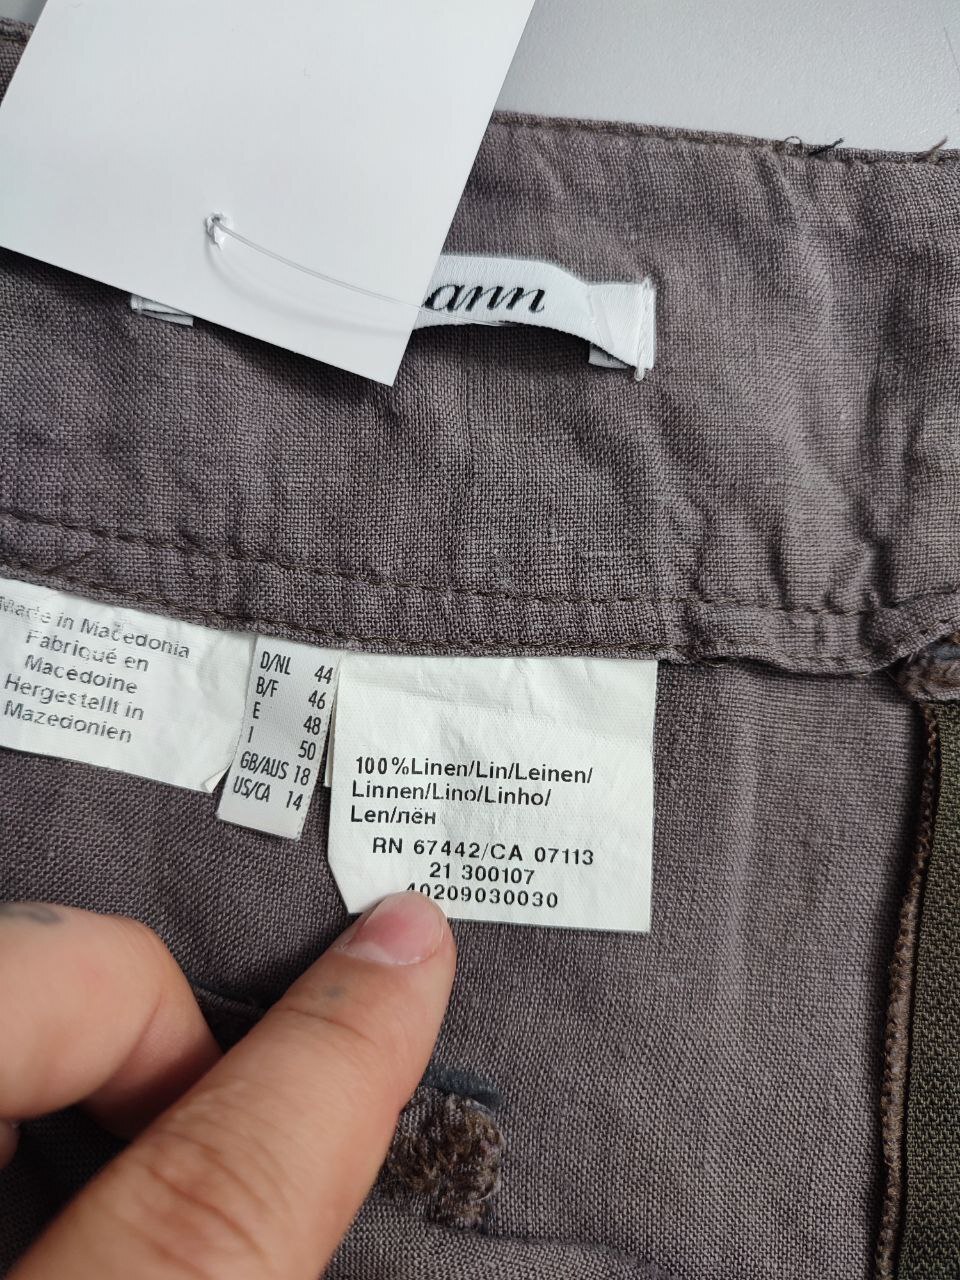 ann
Made in Macedonia
Fabriqué en
Macédoine
Hergestellt in
Mazedonien
D/NL 44
B/F 46
E 48
I 50
GB/AUS 18
US/CA 14
100%Linen/Lin/Leinen/
Linnen/Lino/Linho/
Len/лён
RN 67442/CA 07113
21 300107
40209030030